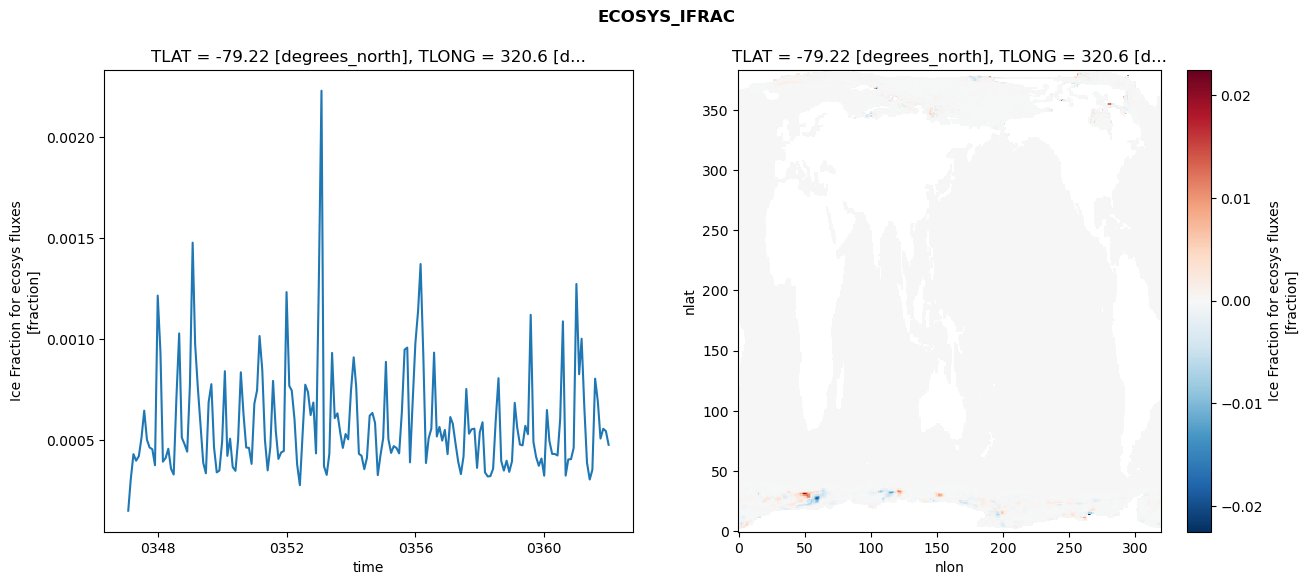 ECOSYS_IFRAC
TLAT = -79.22 [degrees_north], TLONG = 320.6 [d...
Ice Fraction for ecosys fluxes
[fraction]
0.0020
0.0015
0.0010
0.0005
0348
0352
0356
0360
time
TLAT = -79.22 [degrees_north], TLONG = 320.6 [d...
nlat
350
300
250
200
150
100
50
0
0
50
100
150
200
250
300
nlon
0.02
0.01
0.00
−0.01
−0.02
Ice Fraction for ecosys fluxes
[fraction]